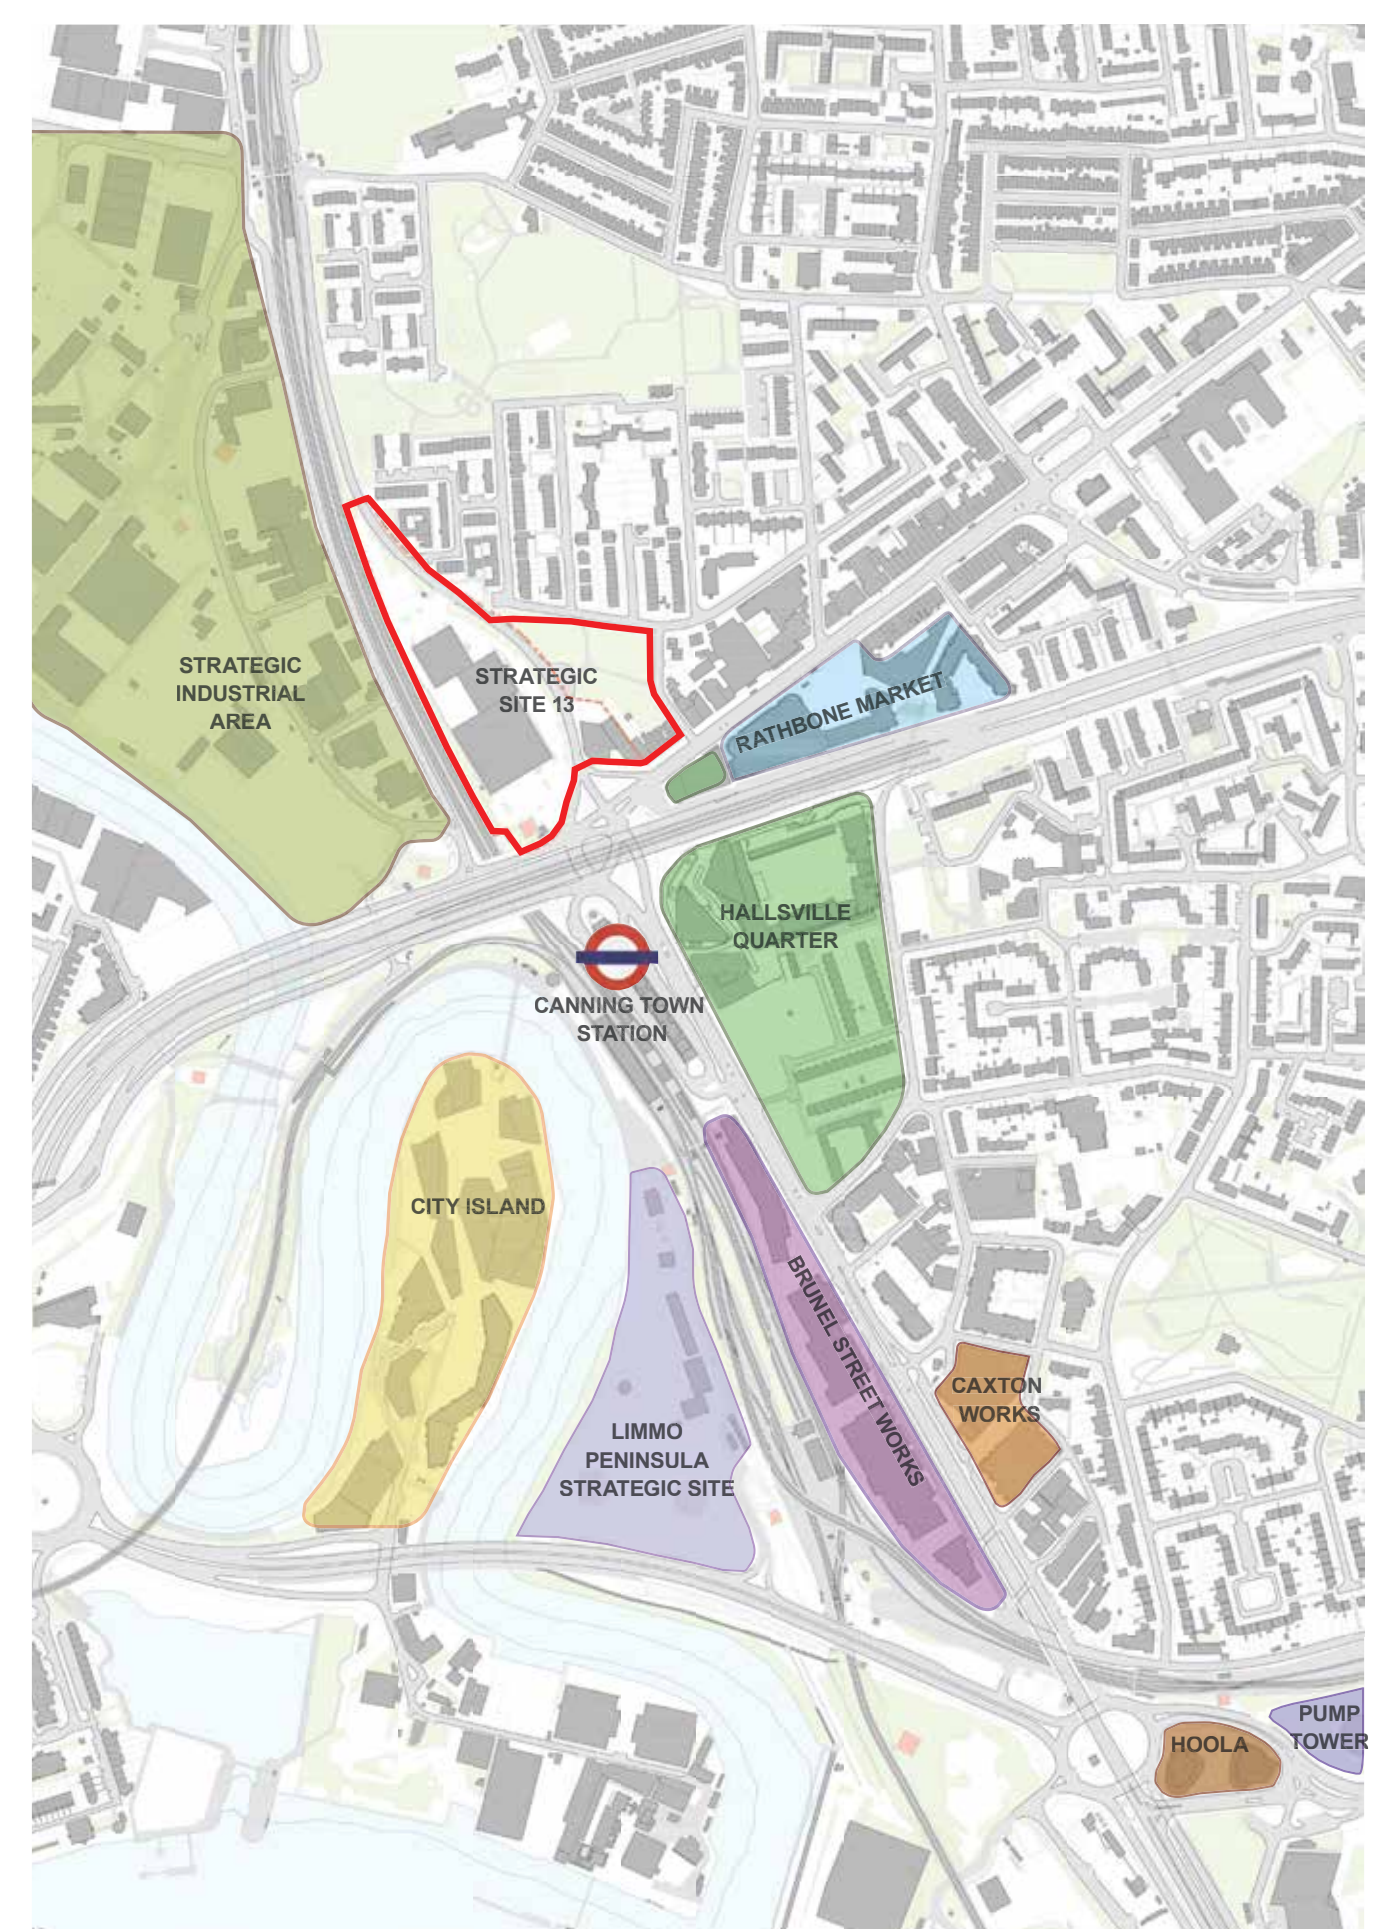 STRATEGIC
INDUSTRIAL
AREA
STRATEGIC
SITE 13
RATHBONE MARKET
HALLSVILLE
QUARTER
CANNING TOWN
STATION
CITY ISLAND
BRUNEL STREET WORKS
CAXTON
WORKS
LIMMO
PENINSULA
STRATEGIC SITE
HOOLA
PUMP
TOWER